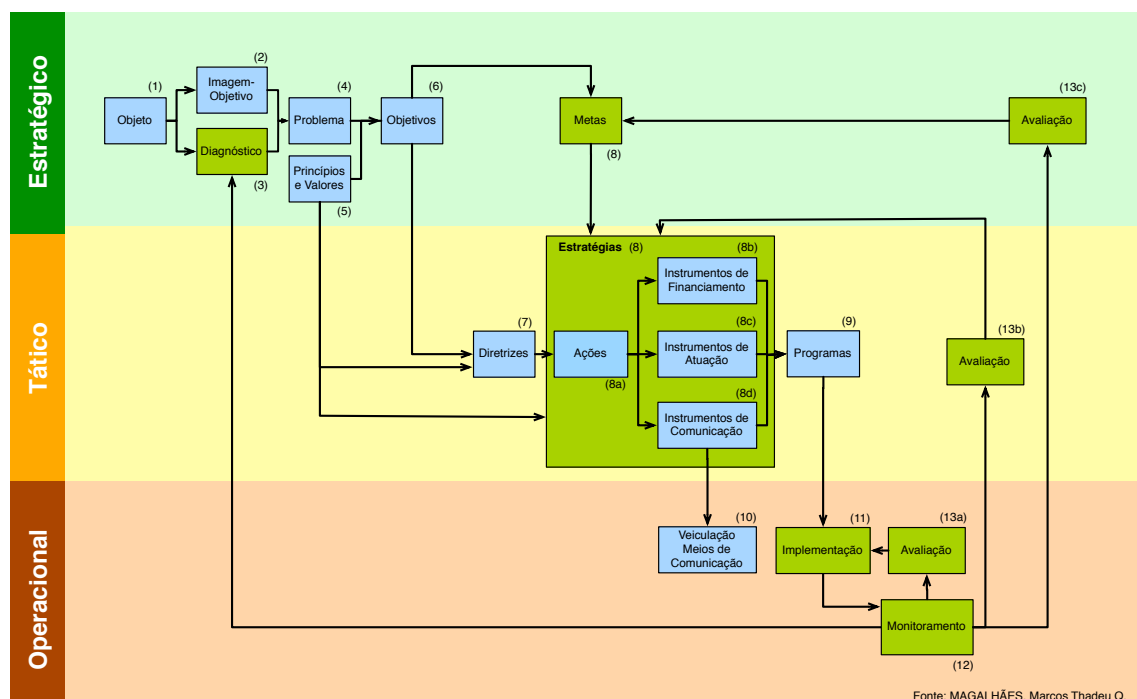 Estratégico
(1)
Objeto
(2)
Imagem-
Objetivo
Diagnóstico
(3)
(4)
Problema
Princípios
e Valores
(5)
(6)
Objetivos
Metas
(8)
(13c)
Avaliação
Tático
Estratégias (8)
(8b)
Instrumentos de
Financiamento
(7)
Diretrizes
Ações
(8a)
(8c)
Instrumentos de
Atuação
(8d)
Instrumentos de
Comunicação
(9)
Programas
(13b)
Avaliação
Operacional
(10)
Veiculação
Meios de
Comunicação
(11)
Implementação
(13a)
Avaliação
Monitoramento
(12)
Fonte: MAGALHÃES, Marcos Thadeu Q.